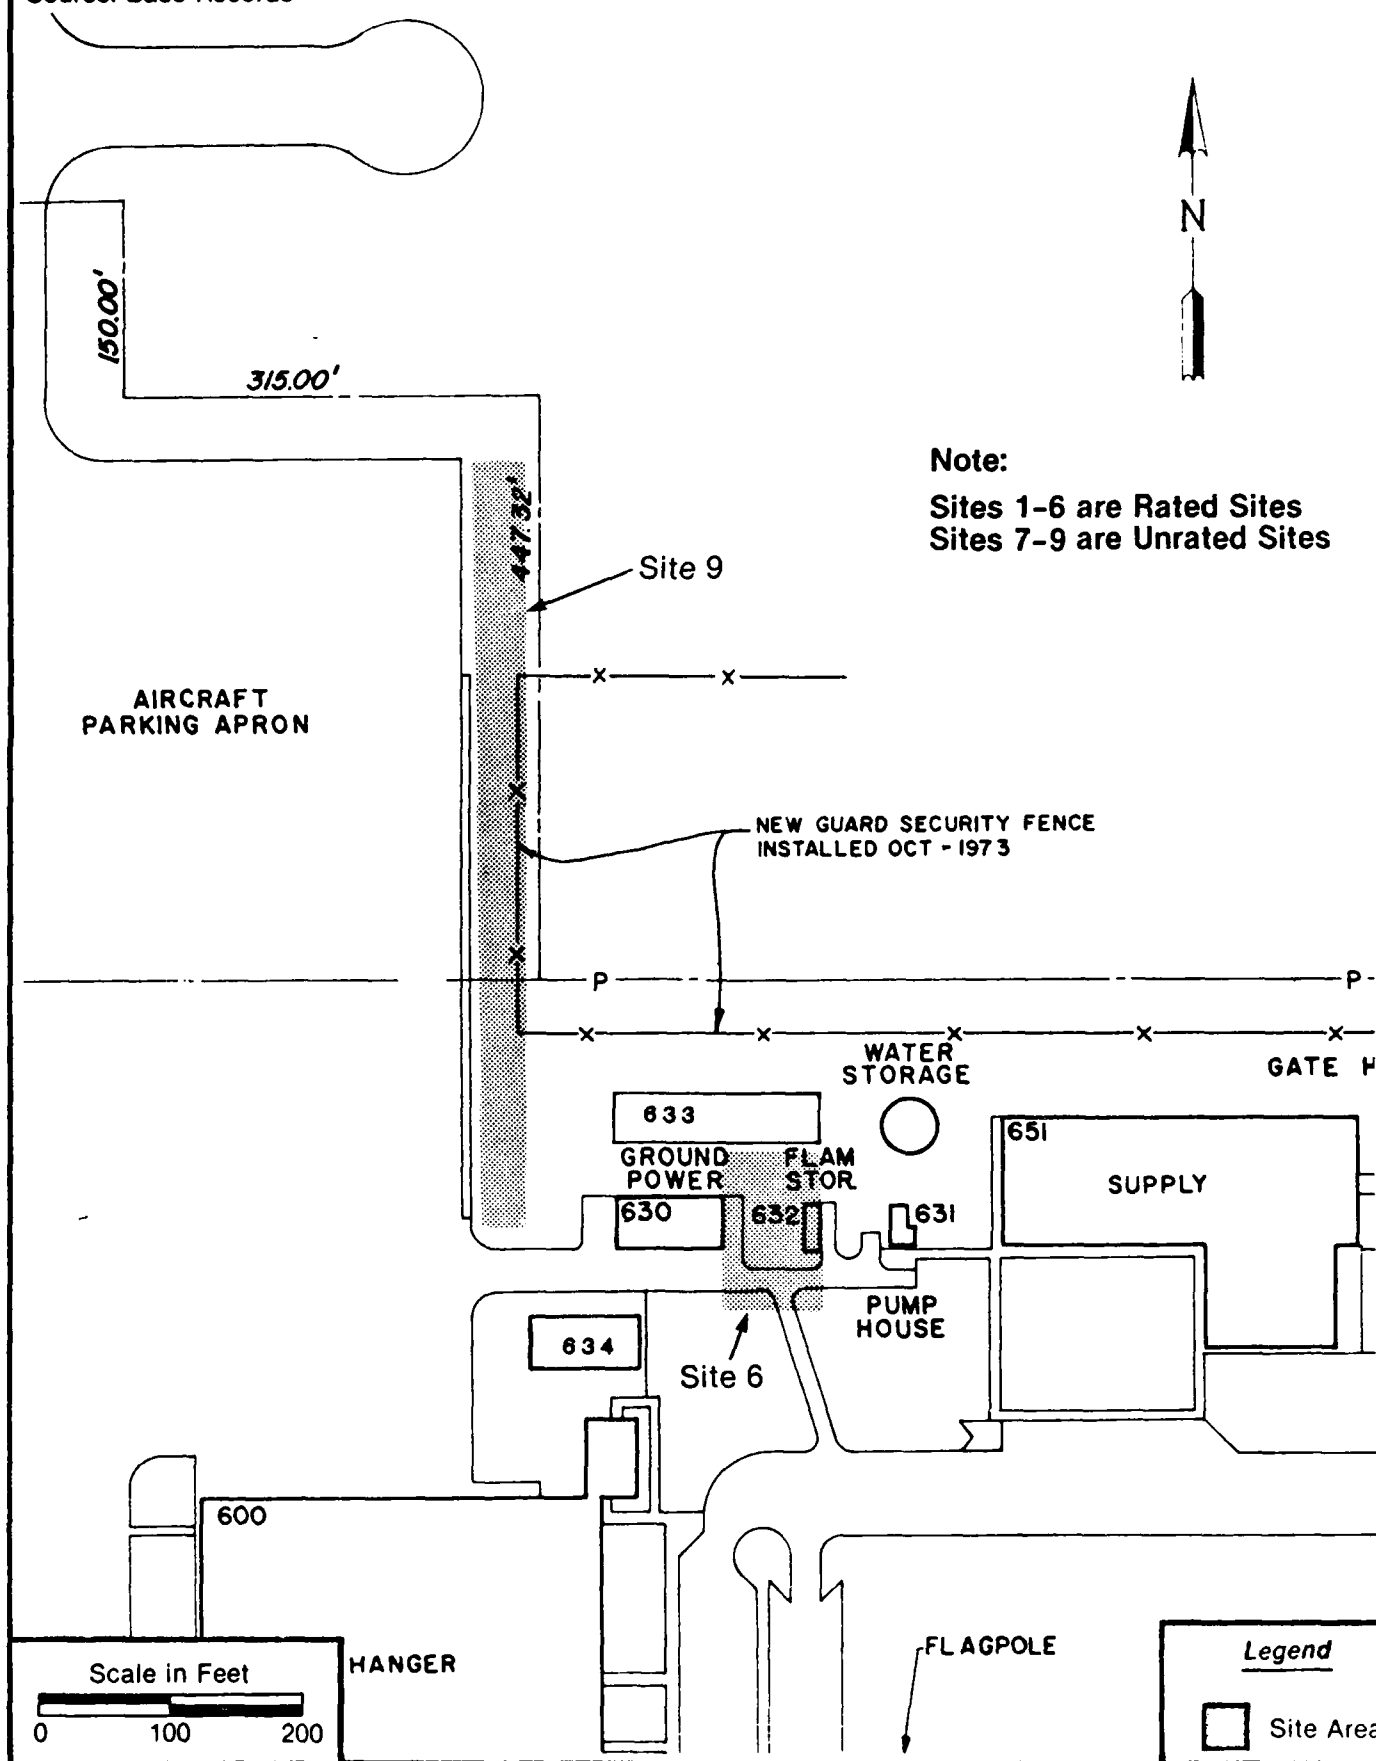 N
150.00'
315.00'
Note:
Sites 1-6 are Rated Sites
Sites 7-9 are Unrated Sites
447.32'
Site 9
AIRCRAFT
PARKING APRON
NEW GUARD SECURITY FENCE
INSTALLED OCT - 1973
P
P
WATER
STORAGE
GATE
633
651
GROUND
POWER
FLAM
STOR.
SUPPLY
630
632
631
PUMP
HOUSE
634
Site 6
600
HANGER
FLAGPOLE
Scale in Feet
0 100 200
Legend
Site Area